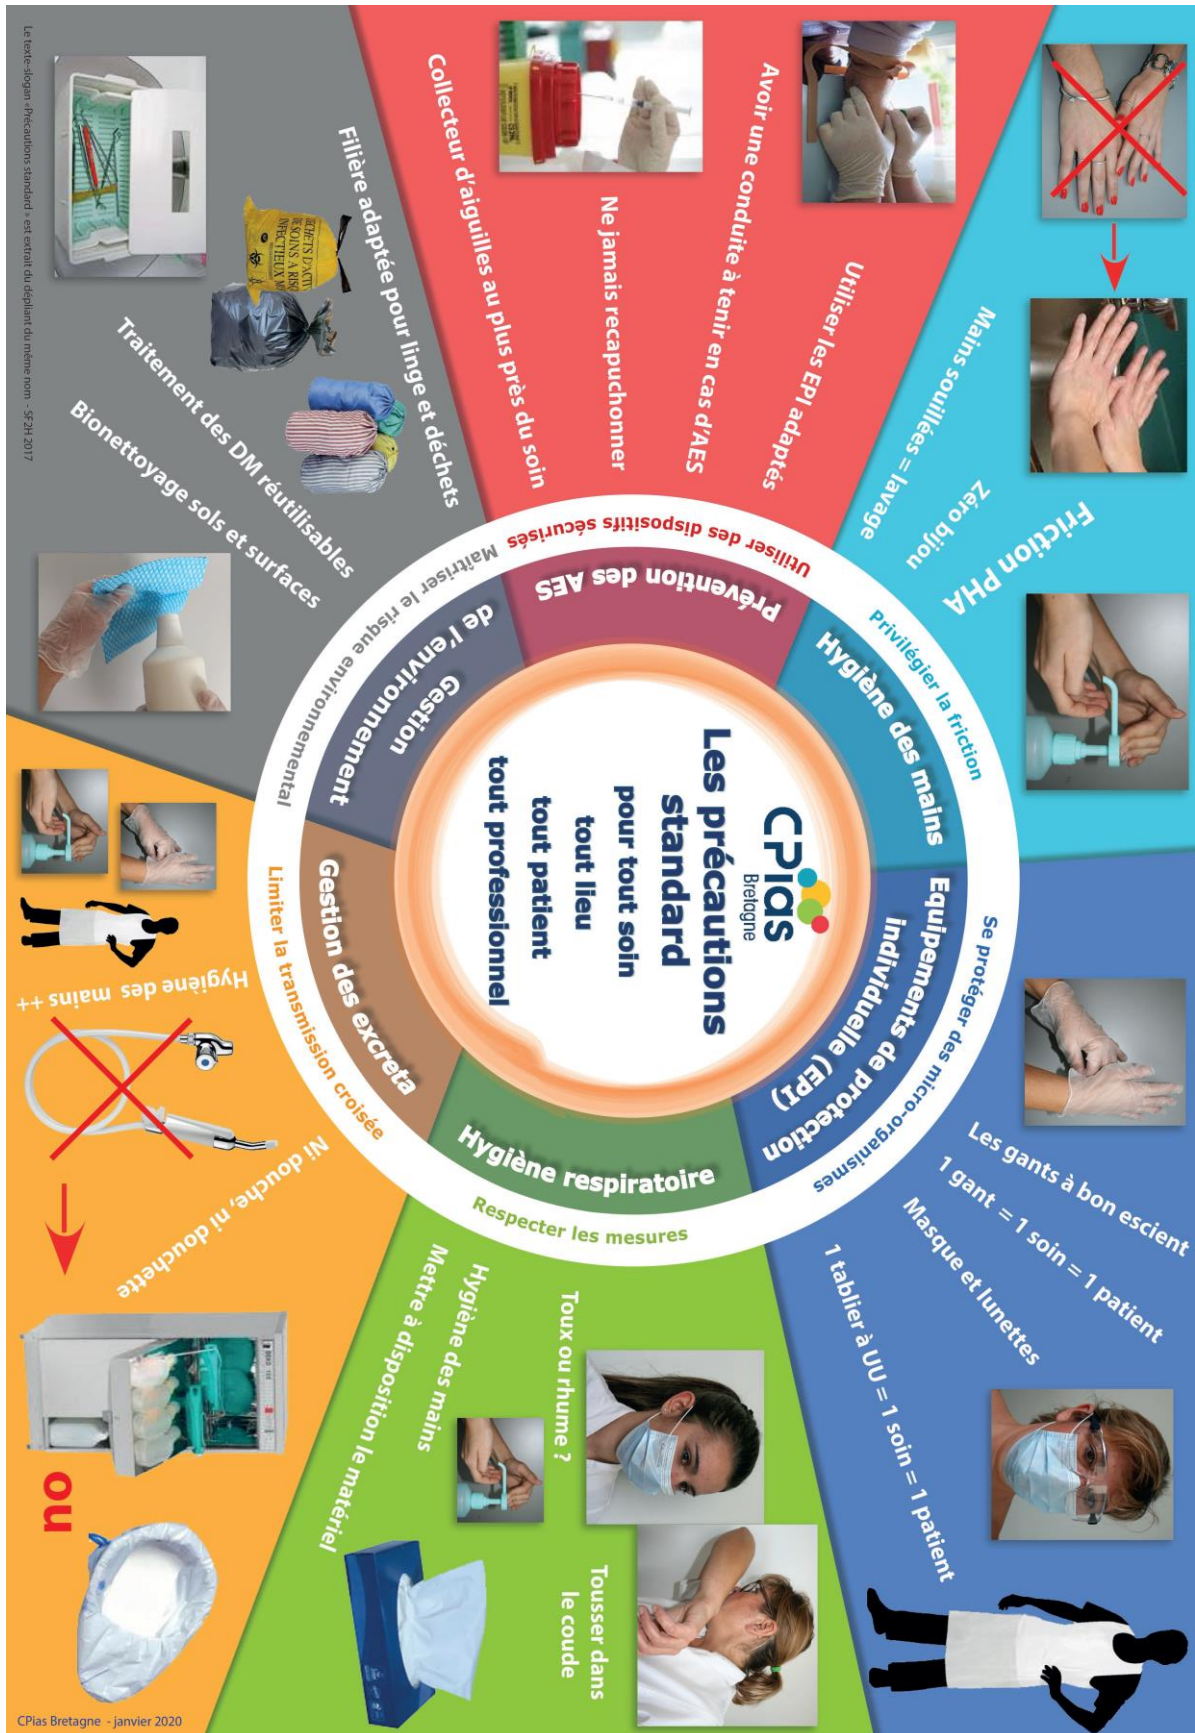 CPias
Bretagne
Les précautions
standard
pour tout soin
tout lieu
tout patient
tout professionnel
Hygiène des mains
Privilégier la friction
Friction PHA
Zéro bijou
Mains souillées = lavage
Equipements de protection
individuelle (EPI)
Se protéger des micro-organismes
Les gants à bon escient
1 gant = 1 soin = 1 patient
Masque et lunettes
1 tablier à UU = 1 soin = 1 patient
Hygiène respiratoire
Respecter les mesures
Toux ou rhume ?
Tousser dans
le coude
Hygiène des mains
Mettre à disposition le matériel
Gestion des excreta
Limiter la transmission croisée
Hygiène des mains ++
Ni douche, ni douchette
ou
Gestion
de l'environnement
Maîtriser le risque environnemental
Bionettoyage sols et surfaces
Traitement des DM réutilisables
Filière adaptée pour linge et déchets
Prévention des AES
Utiliser des dispositifs sécurisés
Collecteur d'aiguilles au plus près du soin
Ne jamais recapuchonner
Avoir une conduite à tenir en cas d'AES
Utiliser les EPI adaptés
Le texte-slogan «Précautions standard » est extrait du dépliant du même nom - SF2H 2017
CPias Bretagne - janvier 2020